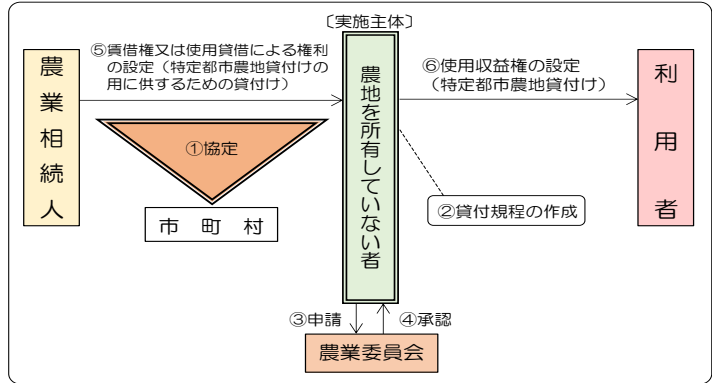 〔実施主体〕
農業相続人
⑤賃借権又は使用貸借による権利
の設定（特定都市農地貸付けの
用に供するための貸付け）
①協定
市町村
農地を所有していない者
⑥使用収益権の設定
（特定都市農地貸付け）
②貸付規程の作成
利用者
③申請
④承認
農業委員会